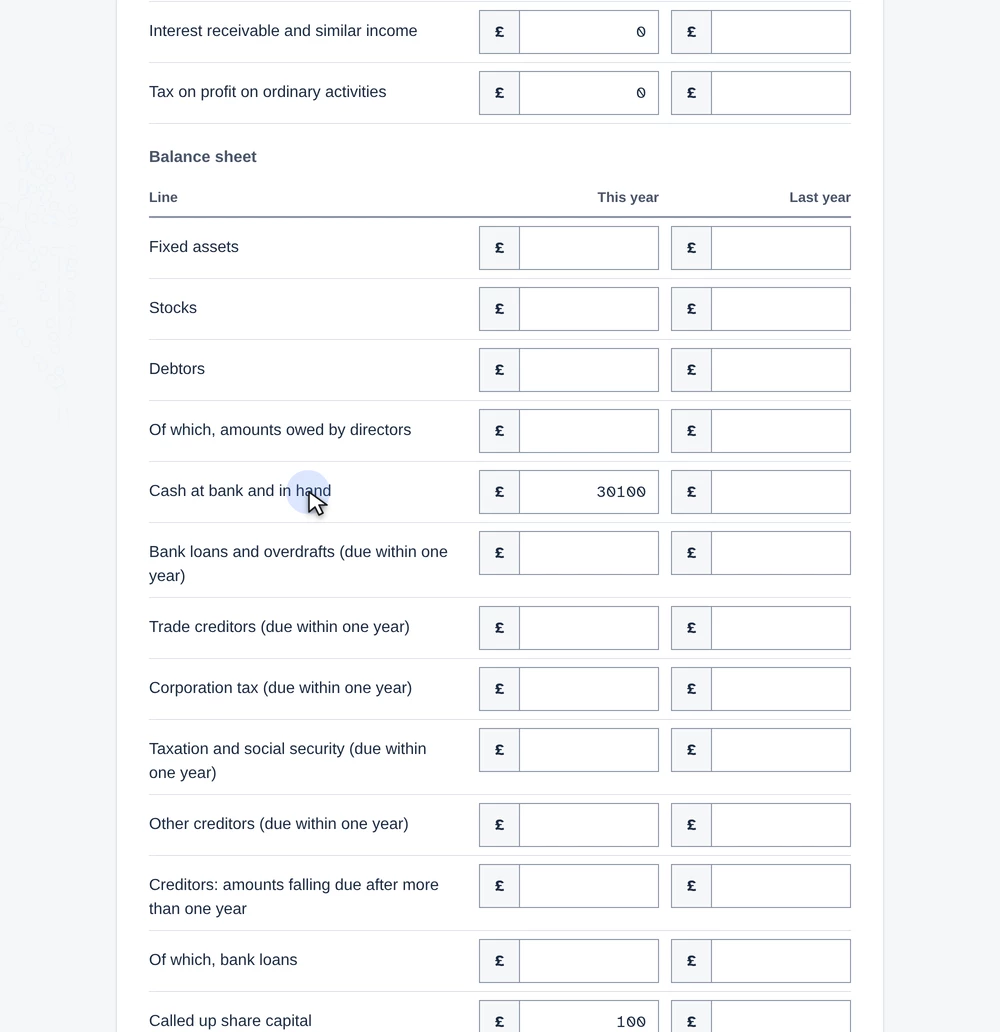 Interest receivable and similar income £ 0 £
Tax on profit on ordinary activities £ 0 £
Balance sheet
Line This year Last year
Fixed assets £ £
Stocks £ £
Debtors £ £
Of which, amounts owed by directors £ £
Cash at bank and in hand £ 30100 £
Bank loans and overdrafts (due within one £ £
year)
Trade creditors (due within one year) £ £
Corporation tax (due within one year) £ £
Taxation and social security (due within £ £
one year)
Other creditors (due within one year) £ £
Creditors: amounts falling due after more £ £
than one year
Of which, bank loans £ £
Called up share capital £ 100 £